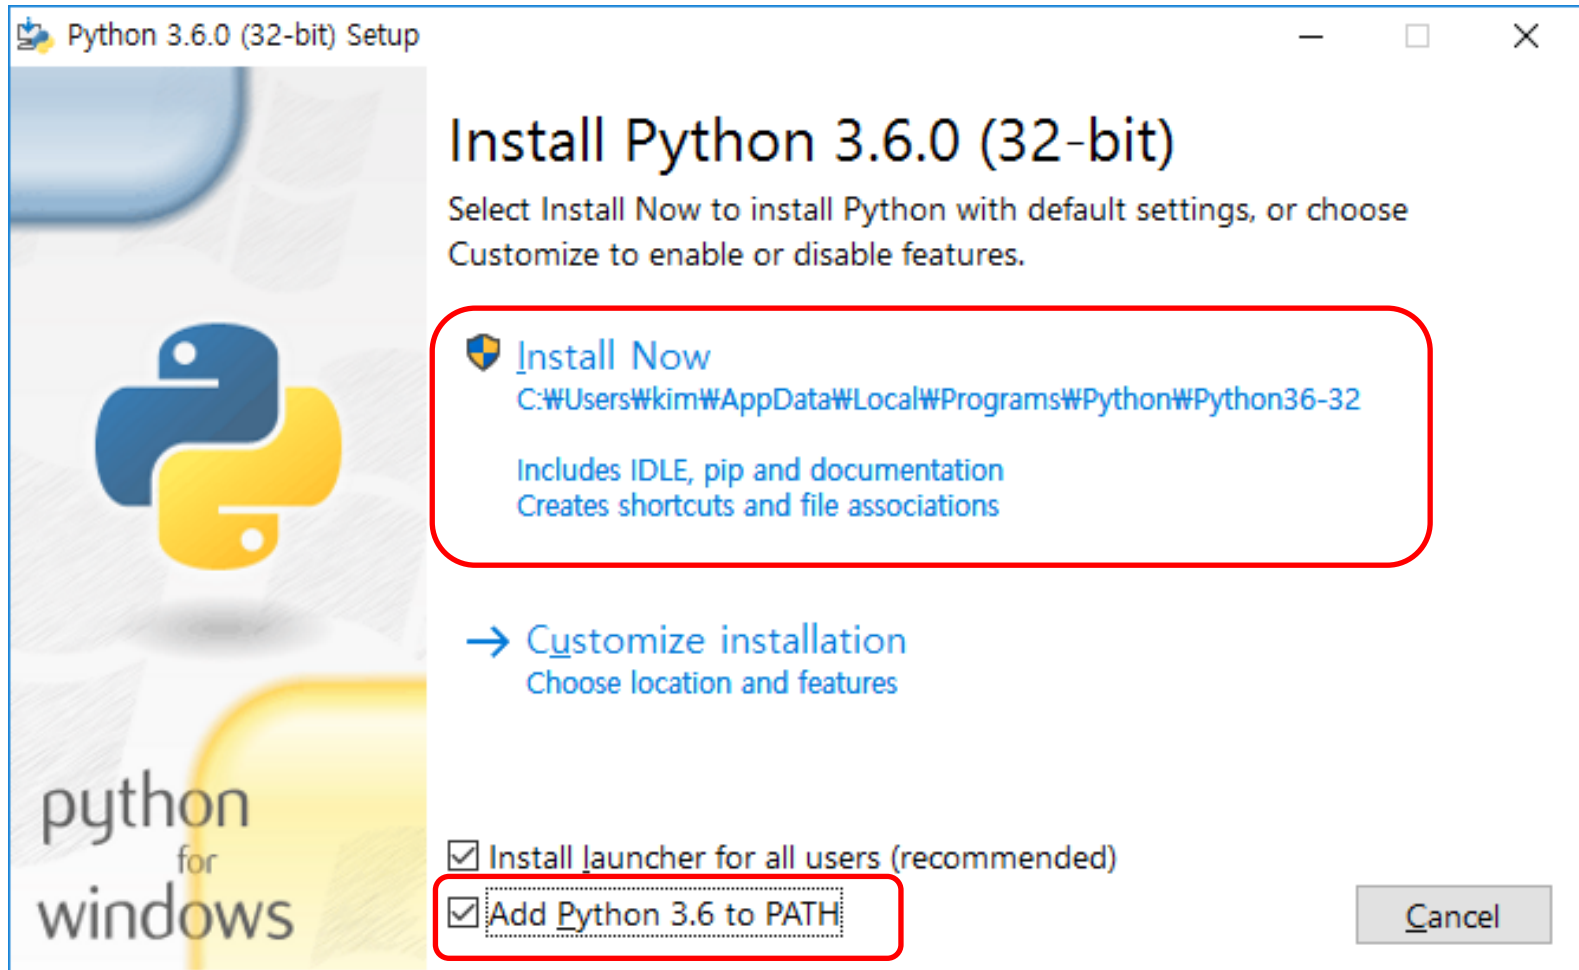 Python 3.6.0 (32-bit) Setup
Install Python 3.6.0 (32-bit)
Select Install Now to install Python with default settings, or choose
Customize to enable or disable features.
Install Now
C:₩Users₩kim₩AppData₩Local₩Programs₩Python₩Python36-32
Includes IDLE, pip and documentation
Creates shortcuts and file associations
Customize installation
Choose location and features
python
for
windows
Install launcher for all users (recommended)
Add Python 3.6 to PATH
Cancel